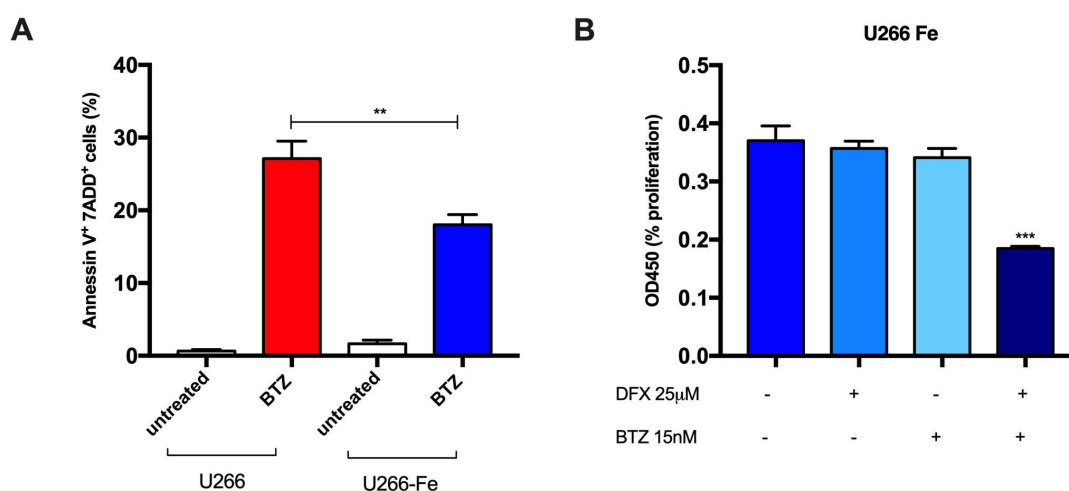 A
Annessin V⁺ 7ADD⁺ cells (%)
40
30
20
10
0
**
untreated
BTZ
untreated
BTZ
U266
U266-Fe
B
U266 Fe
OD450 (% proliferation)
0.5
0.4
0.3
0.2
0.1
0.0
***
DFX 25μM - + - +
BTZ 15nM - - + +